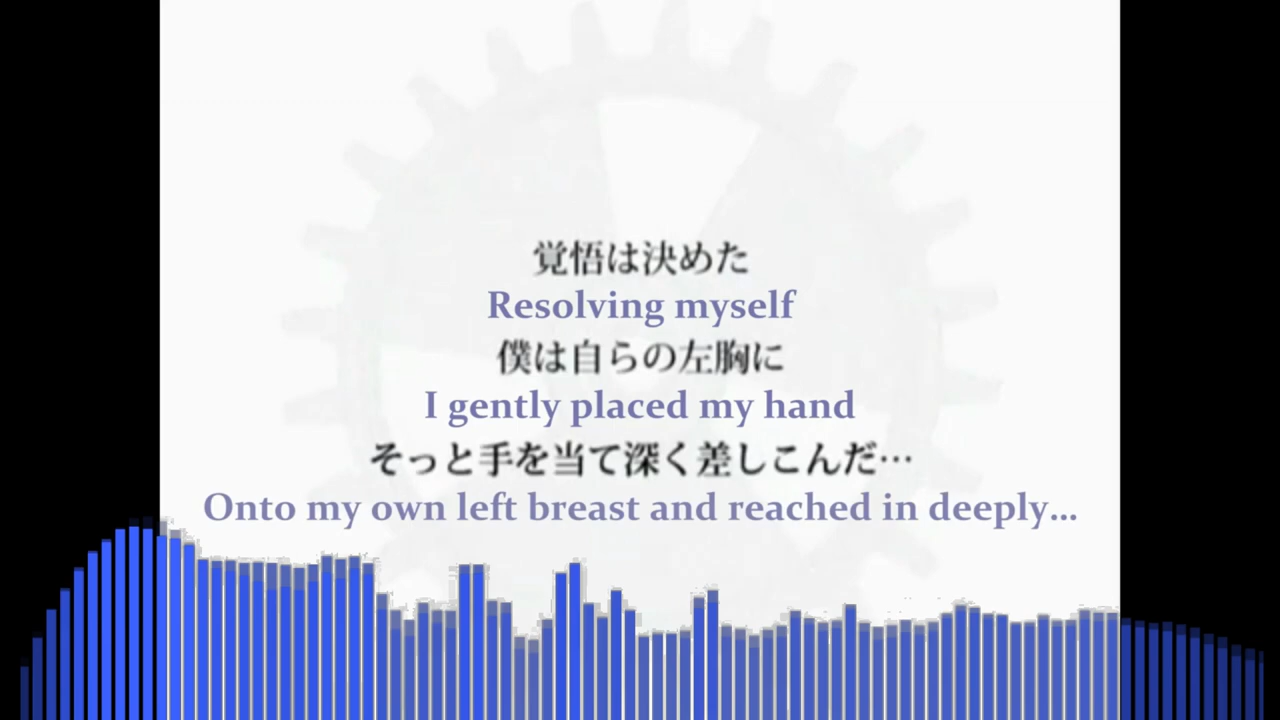 覚悟は決めた
Resolving myself
僕は自らの左胸に
I gently placed my hand
そっと手を当て深く差しこんだ…
Onto my own left breast and reached in deeply...